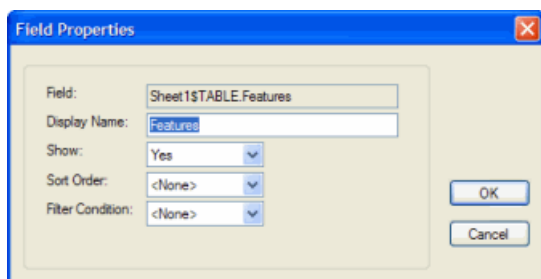 Field Properties
Field: Sheet1$TABLE.Features
Display Name: Features
Show: Yes
Sort Order: <None>
Filter Condition: <None>
OK
Cancel